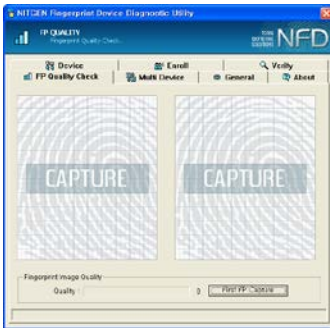 NITGEN Fingerprint Device Diagnostic Utility
FP QUALITY
Fingerprint Quality Check...
NFD
Device Enroll Verify
FP Quality Check Multi Device General About
CAPTURE CAPTURE
Fingerprint Image Quality
Quality : 0 First FP Capture